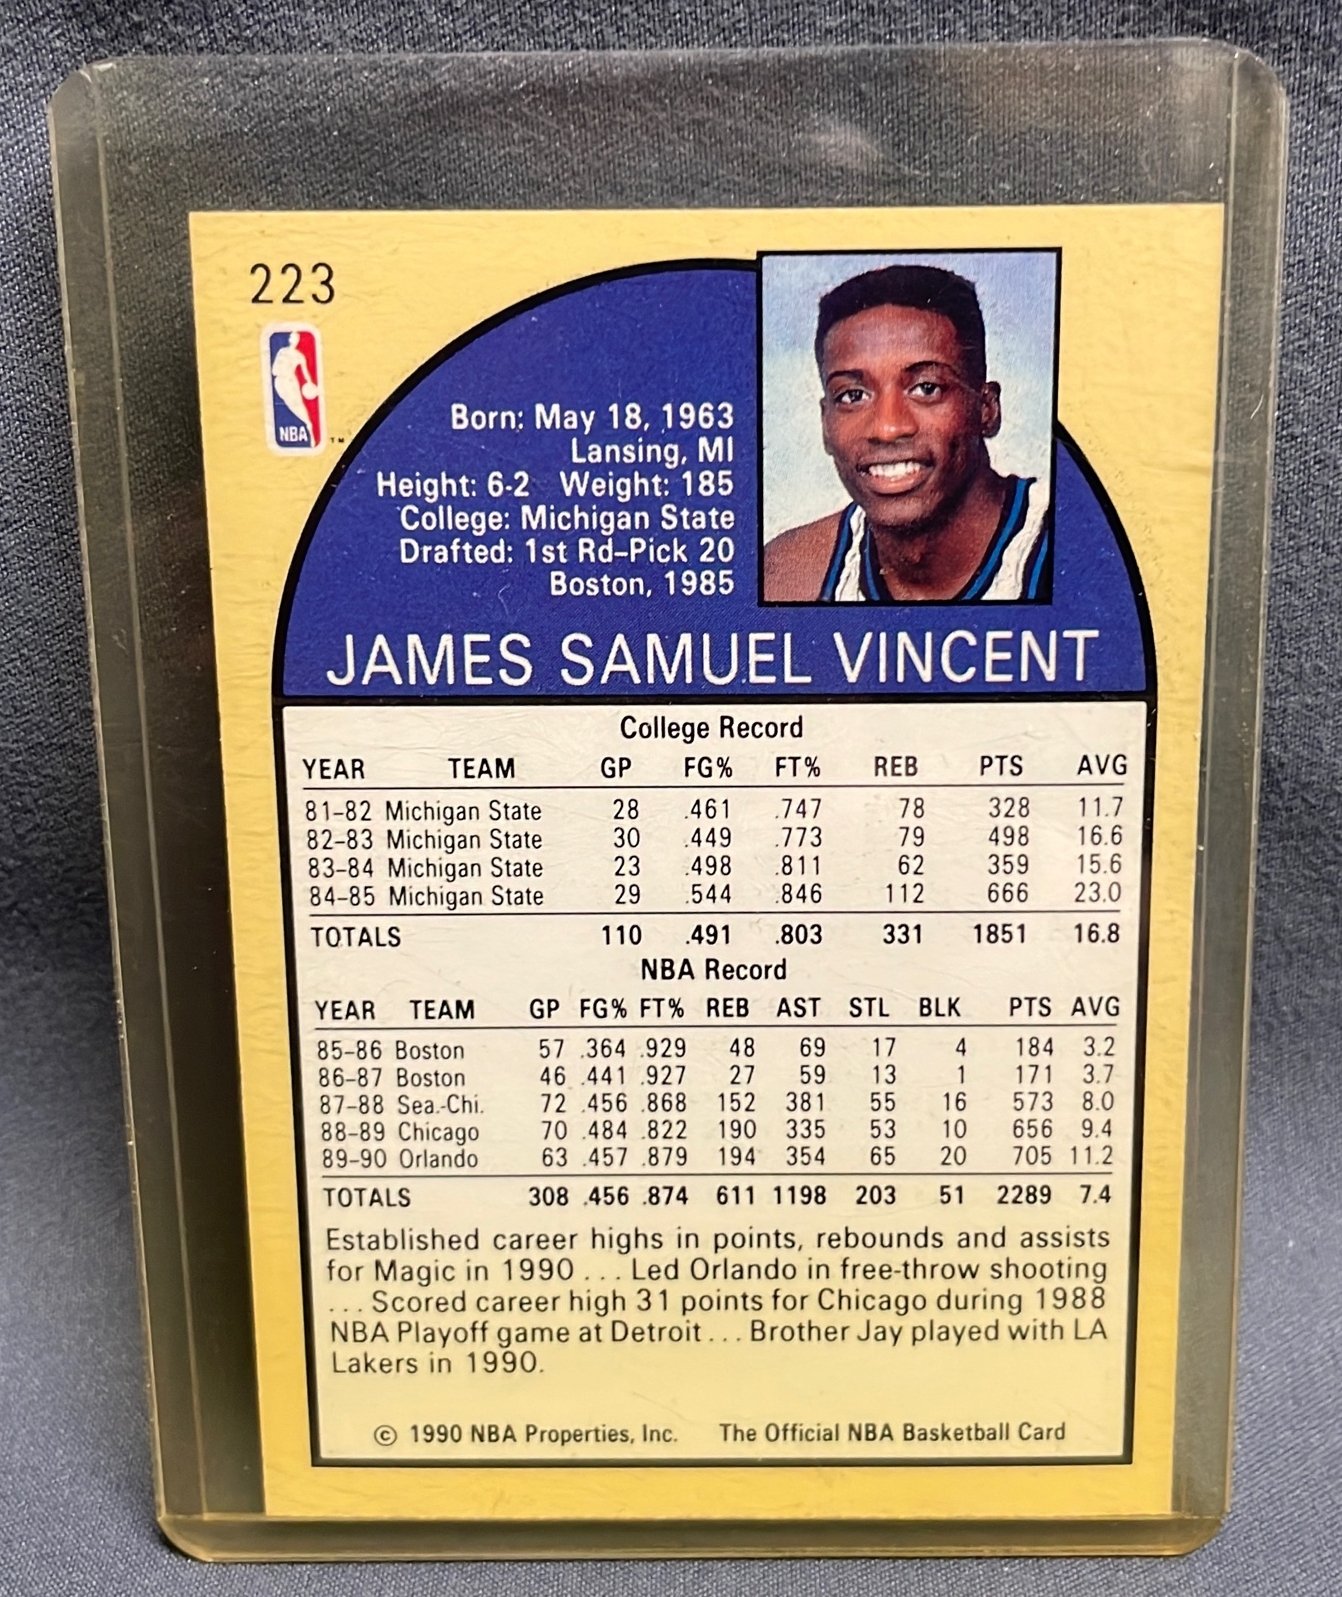 223
NBA
™
Born: May 18, 1963
Lansing, MI
Height: 6-2 Weight: 185
College: Michigan State
Drafted: 1st Rd–Pick 20
Boston, 1985
JAMES SAMUEL VINCENT
College Record
YEAR TEAM GP FG% FT% REB PTS AVG
81–82 Michigan State 28 .461 .747 78 328 11.7
82–83 Michigan State 30 .449 .773 79 498 16.6
83–84 Michigan State 23 .498 .811 62 359 15.6
84–85 Michigan State 29 .544 .846 112 666 23.0
TOTALS 110 .491 .803 331 1851 16.8
NBA Record
YEAR TEAM GP FG% FT% REB AST STL BLK PTS AVG
85–86 Boston 57 .364 .929 48 69 17 4 184 3.2
86–87 Boston 46 .441 .927 27 59 13 1 171 3.7
87–88 Sea.-Chi. 72 .456 .868 152 381 55 16 573 8.0
88–89 Chicago 70 .484 .822 190 335 53 10 656 9.4
89–90 Orlando 63 .457 .879 194 354 65 20 705 11.2
TOTALS 308 .456 .874 611 1198 203 51 2289 7.4
Established career highs in points, rebounds and assists
for Magic in 1990 ... Led Orlando in free-throw shooting
... Scored career high 31 points for Chicago during 1988
NBA Playoff game at Detroit ... Brother Jay played with LA
Lakers in 1990.
© 1990 NBA Properties, Inc. The Official NBA Basketball Card